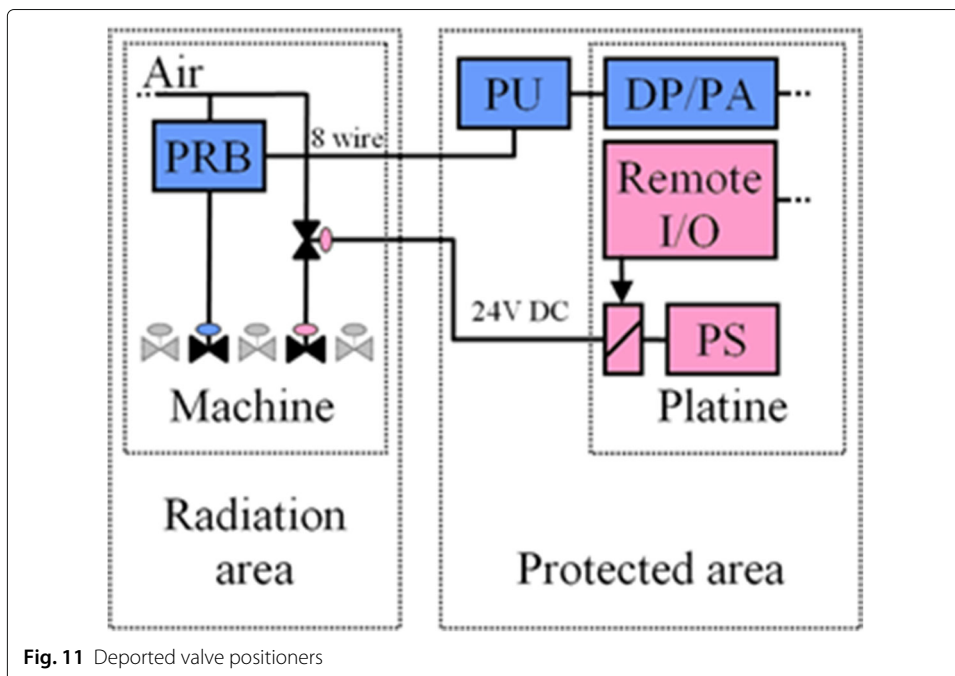 Air
PRB
8 wire
PU
DP/PA
Remote
I/O
24V DC
PS
Machine
Platine
Radiation
area
Protected area
Fig. 11 Deported valve positioners